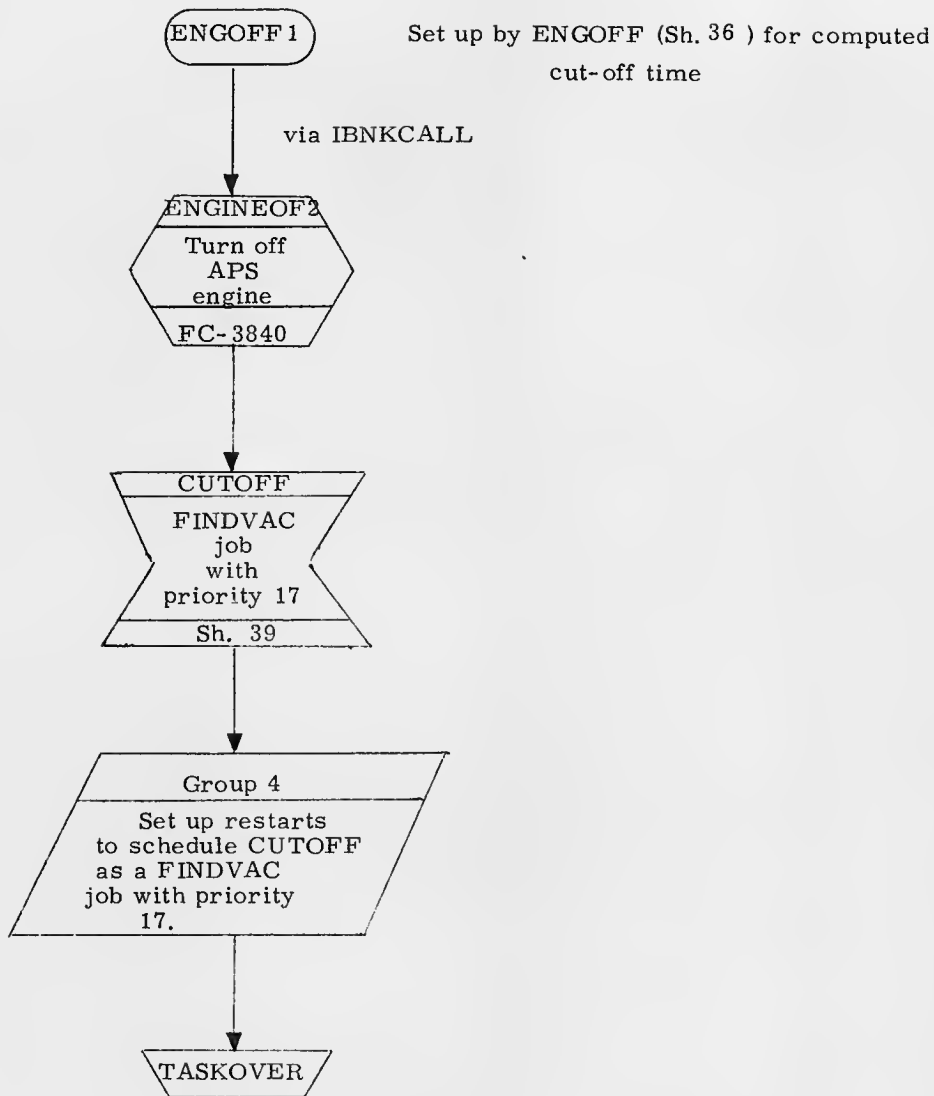 ENGOFF1
Set up by ENGOFF (Sh. 36 ) for computed
cut-off time
via IBNKCALL
ENGINEOF2
Turn off
APS
engine
FC-3840
CUTOFF
FINDVAC
job
with
priority 17
Sh. 39
Group 4
Set up restarts
to schedule CUTOFF
as a FINDVAC
job with priority
17.
TASKOVER